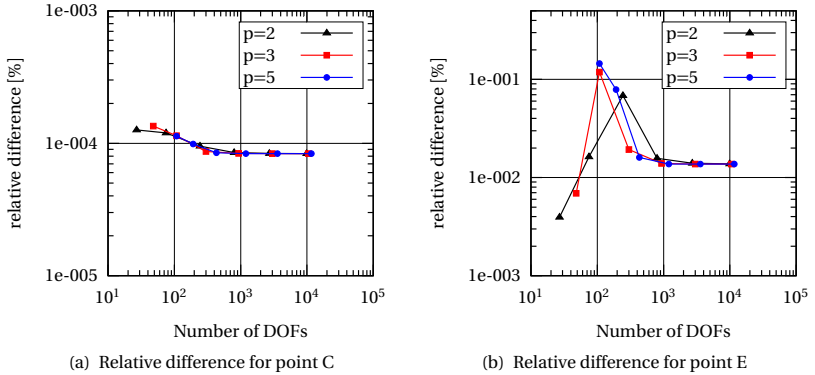 relative difference [%]
1e-003
1e-004
1e-005
p=2
p=3
p=5
10^1 10^2 10^3 10^4 10^5
Number of DOFs
(a) Relative difference for point C
relative difference [%]
1e-001
1e-002
1e-003
p=2
p=3
p=5
10^1 10^2 10^3 10^4 10^5
Number of DOFs
(b) Relative difference for point E